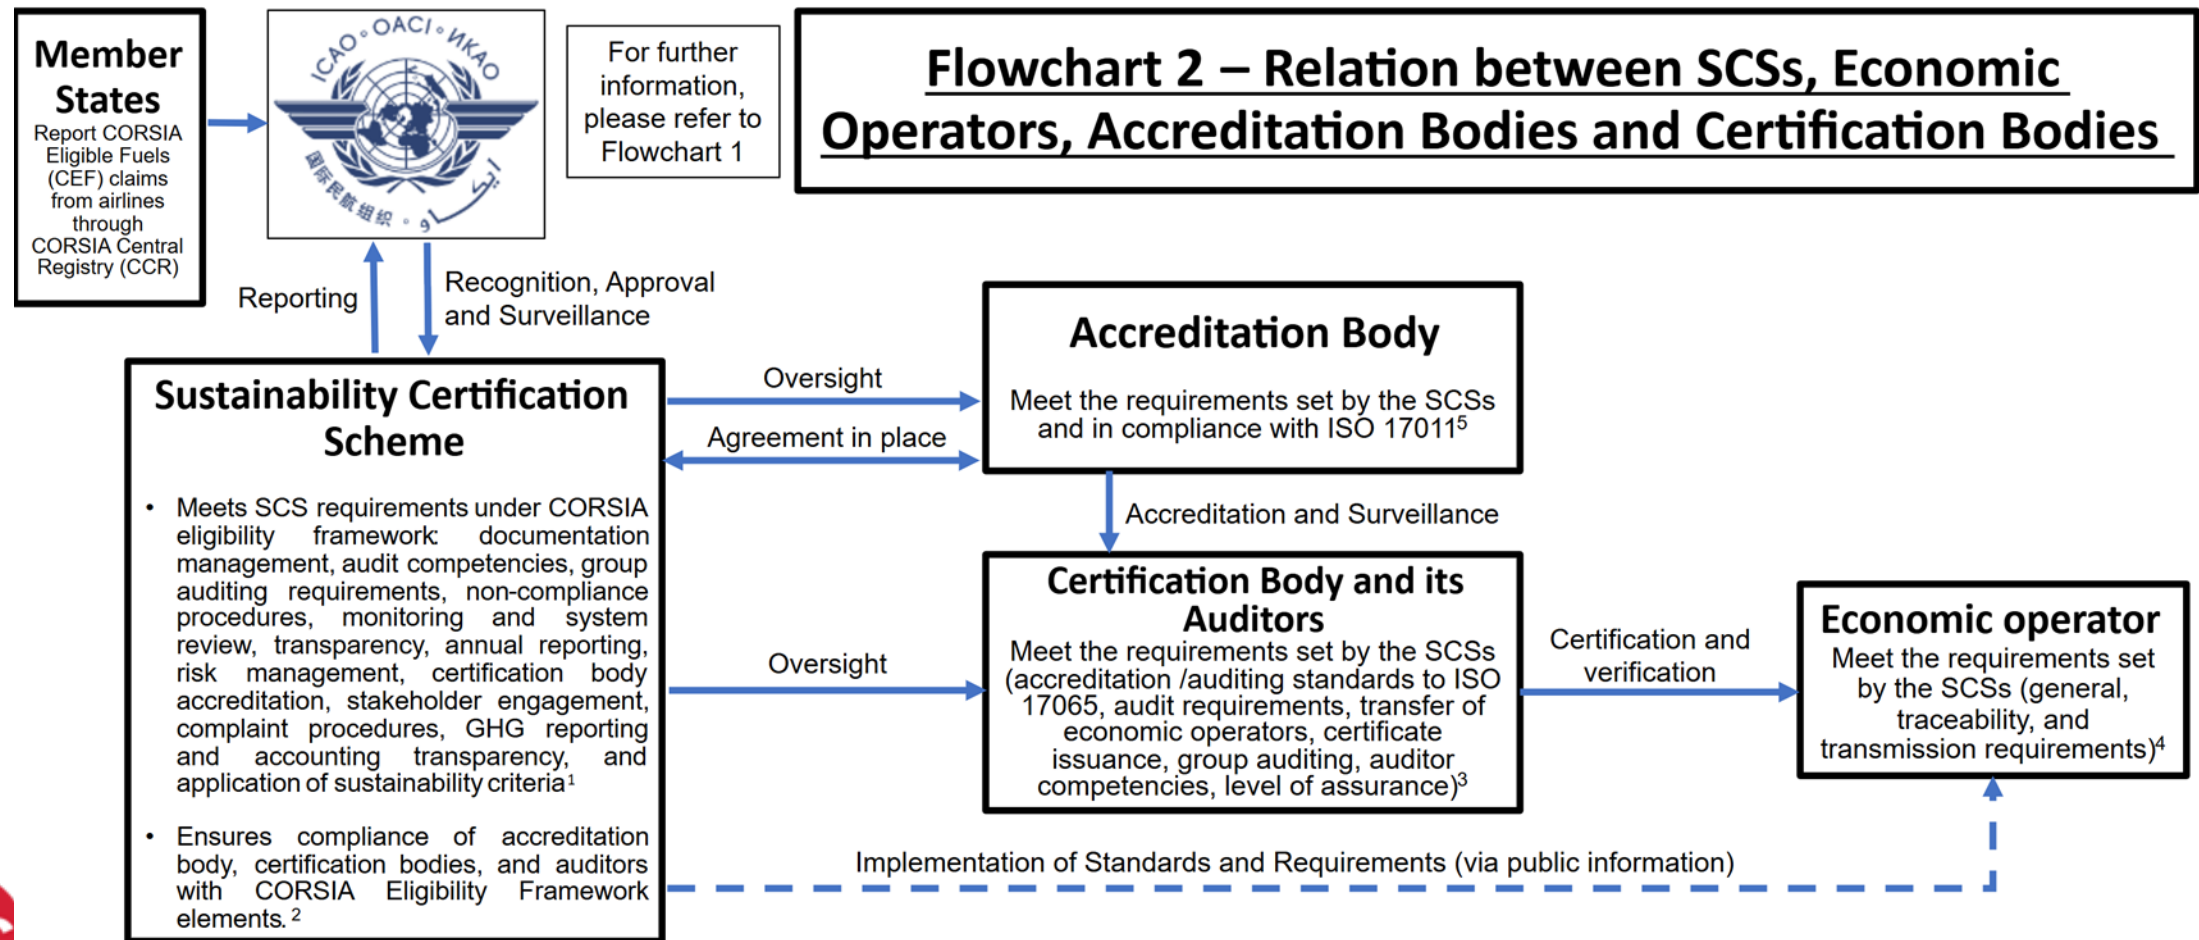 Member
States
Report CORSIA
Eligible Fuels
(CEF) claims
from airlines
through
CORSIA Central
Registry (CCR)
ICAO ◦ OACI ◦ ИКАО
国际民航组织 ◦ ايكاو
For further
information,
please refer to
Flowchart 1
Flowchart 2 – Relation between SCSs, Economic
Operators, Accreditation Bodies and Certification Bodies
Reporting
Recognition, Approval
and Surveillance
Sustainability Certification
Scheme
• Meets SCS requirements under CORSIA
eligibility framework: documentation
management, audit competencies, group
auditing requirements, non-compliance
procedures, monitoring and system
review, transparency, annual reporting,
risk management, certification body
accreditation, stakeholder engagement,
complaint procedures, GHG reporting
and accounting transparency, and
application of sustainability criteria¹
• Ensures compliance of accreditation
body, certification bodies, and auditors
with CORSIA Eligibility Framework
elements. ²
Oversight
Agreement in place
Accreditation Body
Meet the requirements set by the SCSs
and in compliance with ISO 17011⁵
Accreditation and Surveillance
Oversight
Certification Body and its
Auditors
Meet the requirements set by the SCSs
(accreditation /auditing standards to ISO
17065, audit requirements, transfer of
economic operators, certificate
issuance, group auditing, auditor
competencies, level of assurance)³
Certification and
verification
Economic operator
Meet the requirements set
by the SCSs (general,
traceability, and
transmission requirements)⁴
Implementation of Standards and Requirements (via public information)